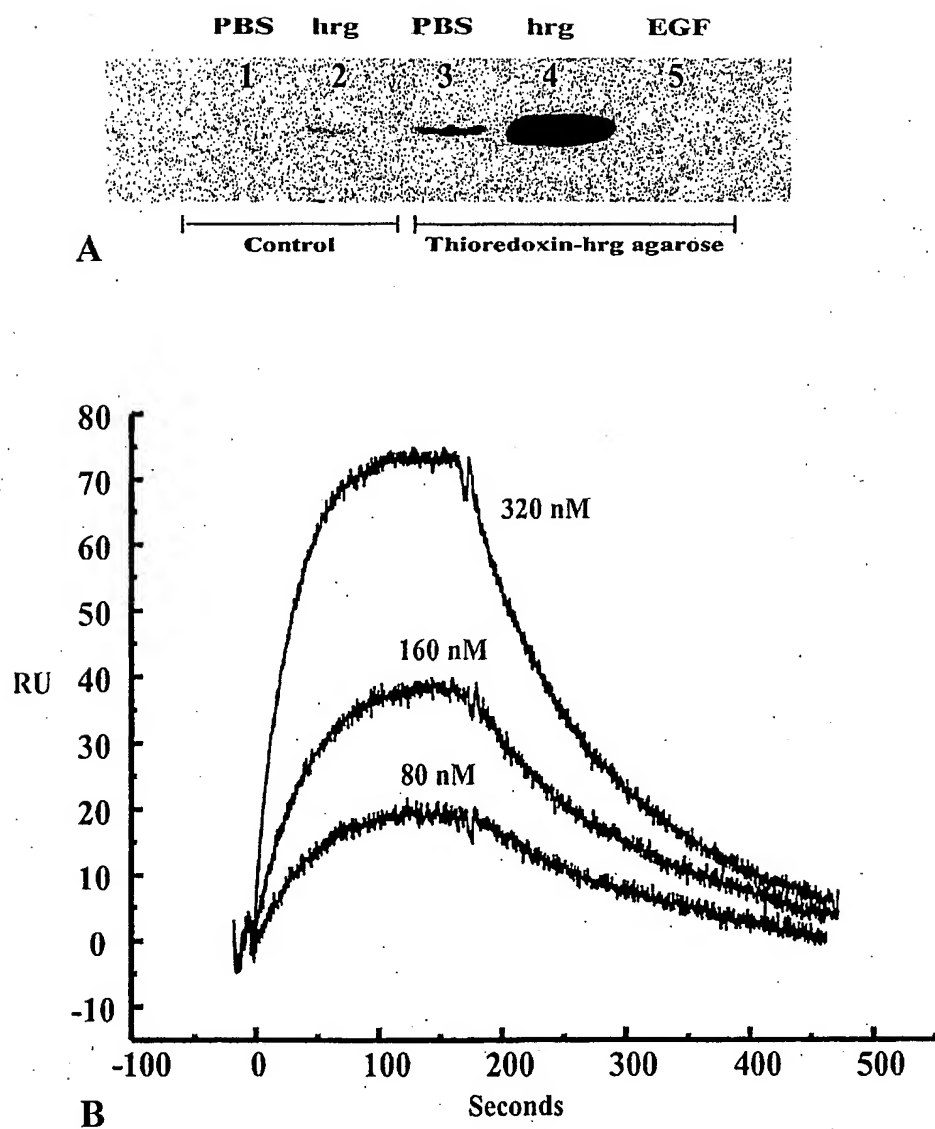 PBS hrg PBS hrg EGF
1 2 3 4 5
Control Thioredoxin-hrg agarose
A
80
70
320 nM
60
50
160 nM
RU
40
30
80 nM
20
10
0
-10
-100 0 100 200 300 400 500
Seconds
B